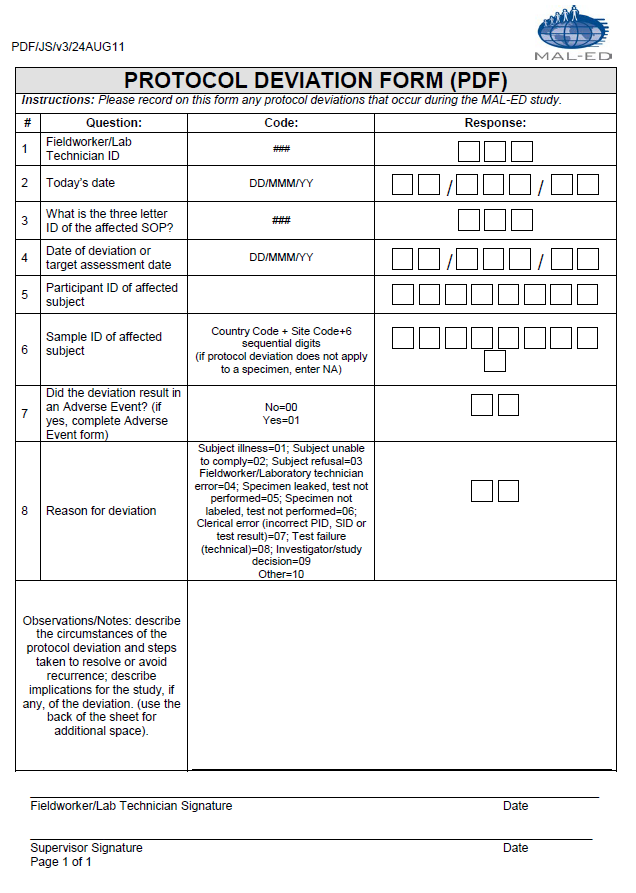 PDF/JS/v3/24AUG11
MAL-ED
PROTOCOL DEVIATION FORM (PDF)
Instructions: Please record on this form any protocol deviations that occur during the MAL-ED study.
# Question: Code: Response:
1 Fieldworker/Lab
Technician ID
###
2 Today's date DD/MMM/YY / /
3 What is the three letter
ID of the affected SOP?
###
4 Date of deviation or
target assessment date
DD/MMM/YY / /
5 Participant ID of affected
subject
6 Sample ID of affected
subject
Country Code + Site Code+6
sequential digits
(if protocol deviation does not apply
to a specimen, enter NA)
7 Did the deviation result in
an Adverse Event? (if
yes, complete Adverse
Event form)
No=00
Yes=01
8 Reason for deviation
Subject illness=01; Subject unable
to comply=02; Subject refusal=03
Fieldworker/Laboratory technician
error=04; Specimen leaked, test not
performed=05; Specimen not
labeled, test not performed=06;
Clerical error (incorrect PID, SID or
test result)=07; Test failure
(technical)=08; Investigator/study
decision=09
Other=10
Observations/Notes: describe
the circumstances of the
protocol deviation and steps
taken to resolve or avoid
recurrence; describe
implications for the study, if
any, of the deviation. (use the
back of the sheet for
additional space).
Fieldworker/Lab Technician Signature Date
Supervisor Signature Date
Page 1 of 1